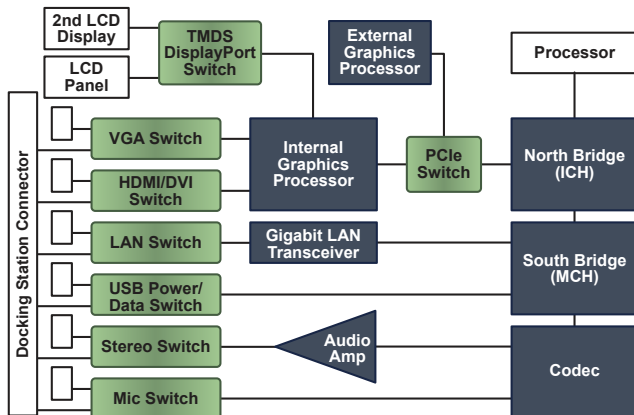 2nd LCD
Display
LCD
Panel
TMDS
DisplayPort
Switch
External
Graphics
Processor
Processor
Docking Station Connector
VGA Switch
HDMI/DVI
Switch
Internal
Graphics
Processor
PCIe
Switch
North Bridge
(ICH)
LAN Switch
Gigabit LAN
Transceiver
South Bridge
(MCH)
USB Power/
Data Switch
Stereo Switch
Audio
Amp
Codec
Mic Switch